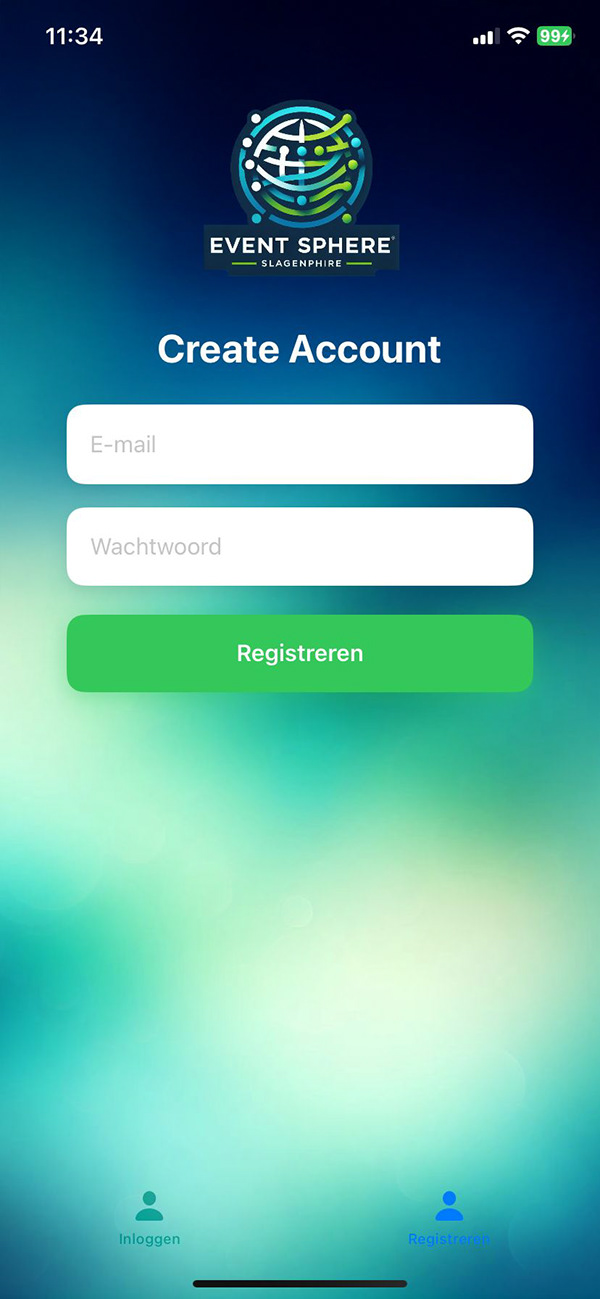 11:34
99
EVENT SPHERE
SLAGENPHIRE
Create Account
E-mail
Wachtwoord
Registreren
Inloggen
Registreren